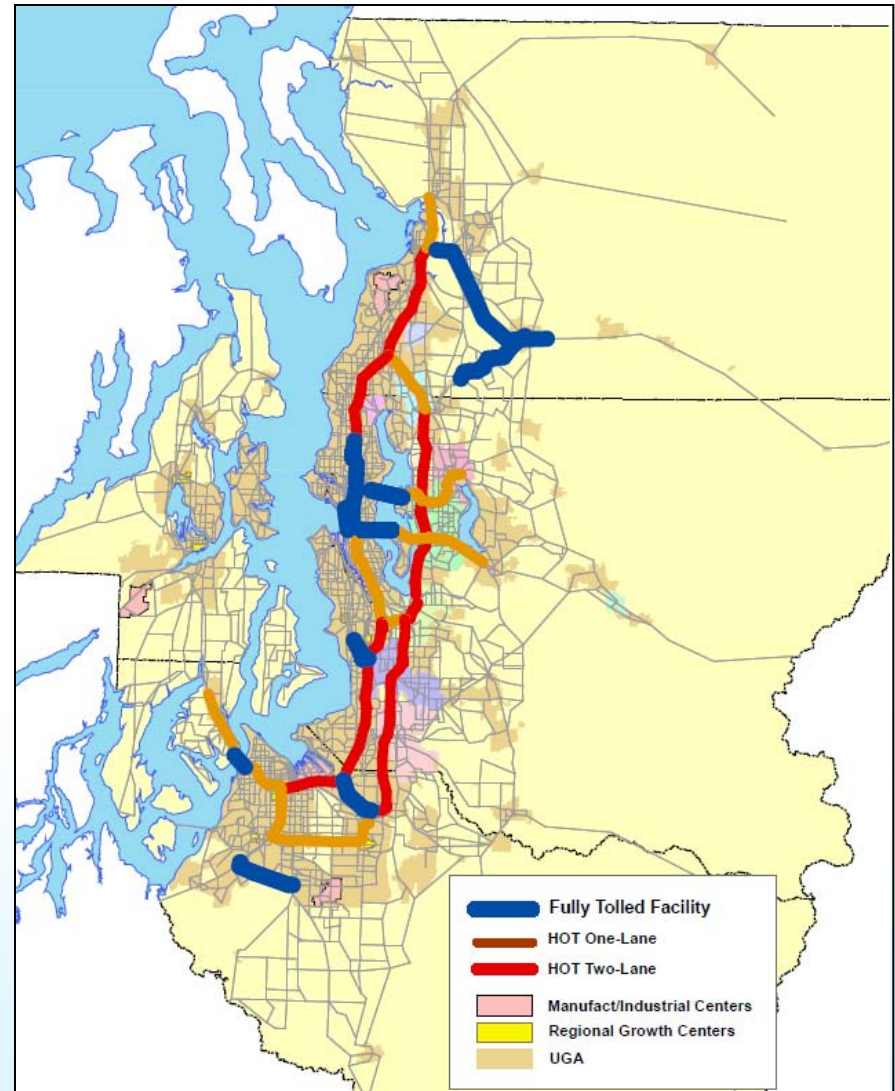 Fully Tolled Facility
HOT One-Lane
HOT Two-Lane
Manufact/Industrial Centers
Regional Growth Centers
UGA